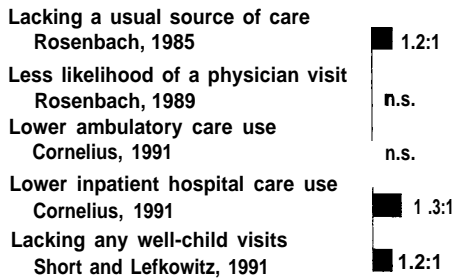 Lacking a usual source of care
Rosenbach, 1985 1.2:1
Less likelihood of a physician visit
Rosenbach, 1989 n.s.
Lower ambulatory care use
Cornelius, 1991 n.s.
Lower inpatient hospital care use
Cornelius, 1991 1 .3:1
Lacking any well-child visits
Short and Lefkowitz, 1991 1.2:1